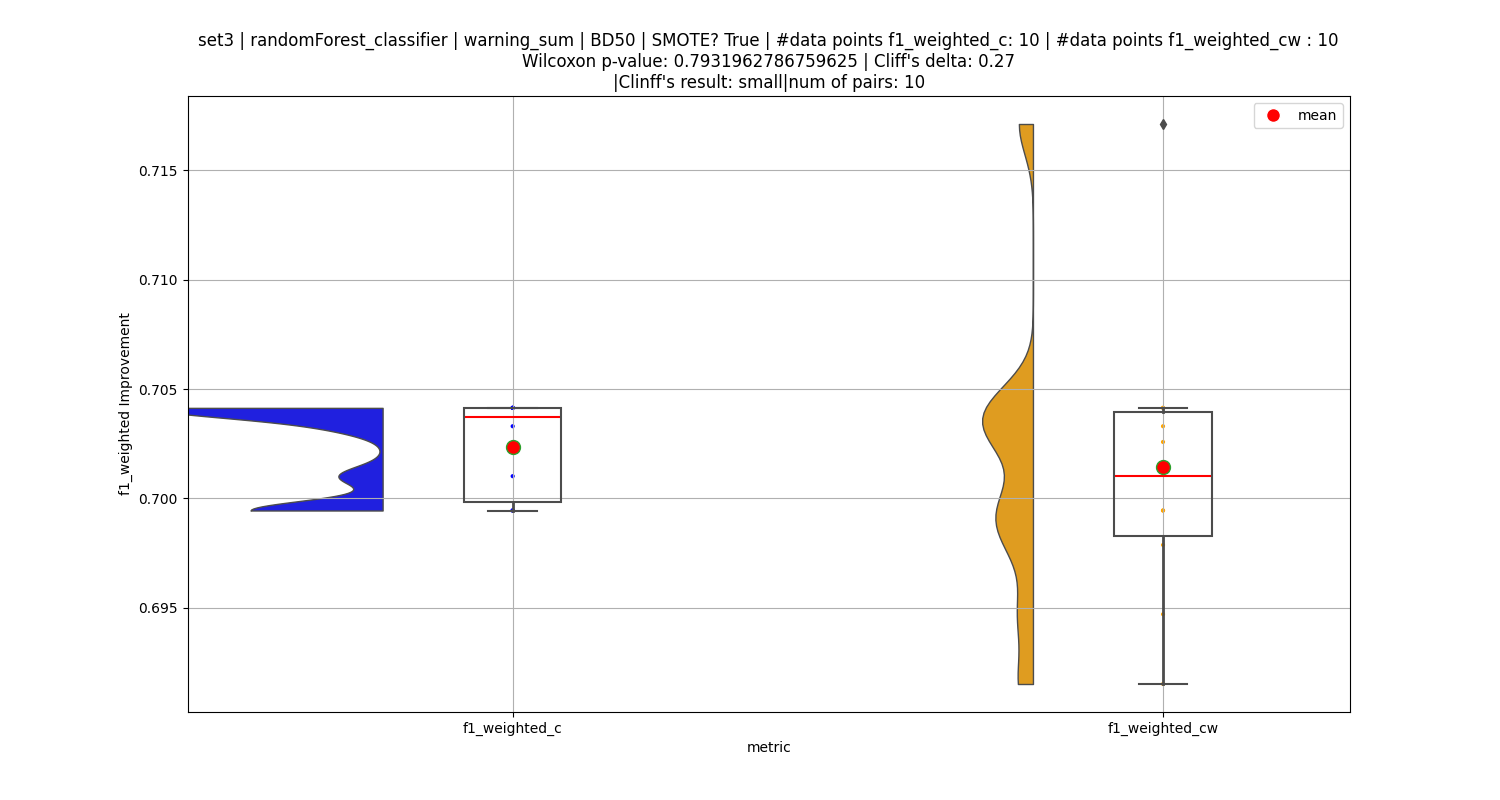 set3 | randomForest_classifier | warning_sum | BD50 | SMOTE? True | #data points f1_weighted_c: 10 | #data points f1_weighted_cw : 10
Wilcoxon p-value: 0.7931962786759625 | Cliff's delta: 0.27
|Clinff's result: small|num of pairs: 10
mean
0.715
0.710
0.705
0.700
0.695
f1_weighted Improvement
f1_weighted_c
f1_weighted_cw
metric